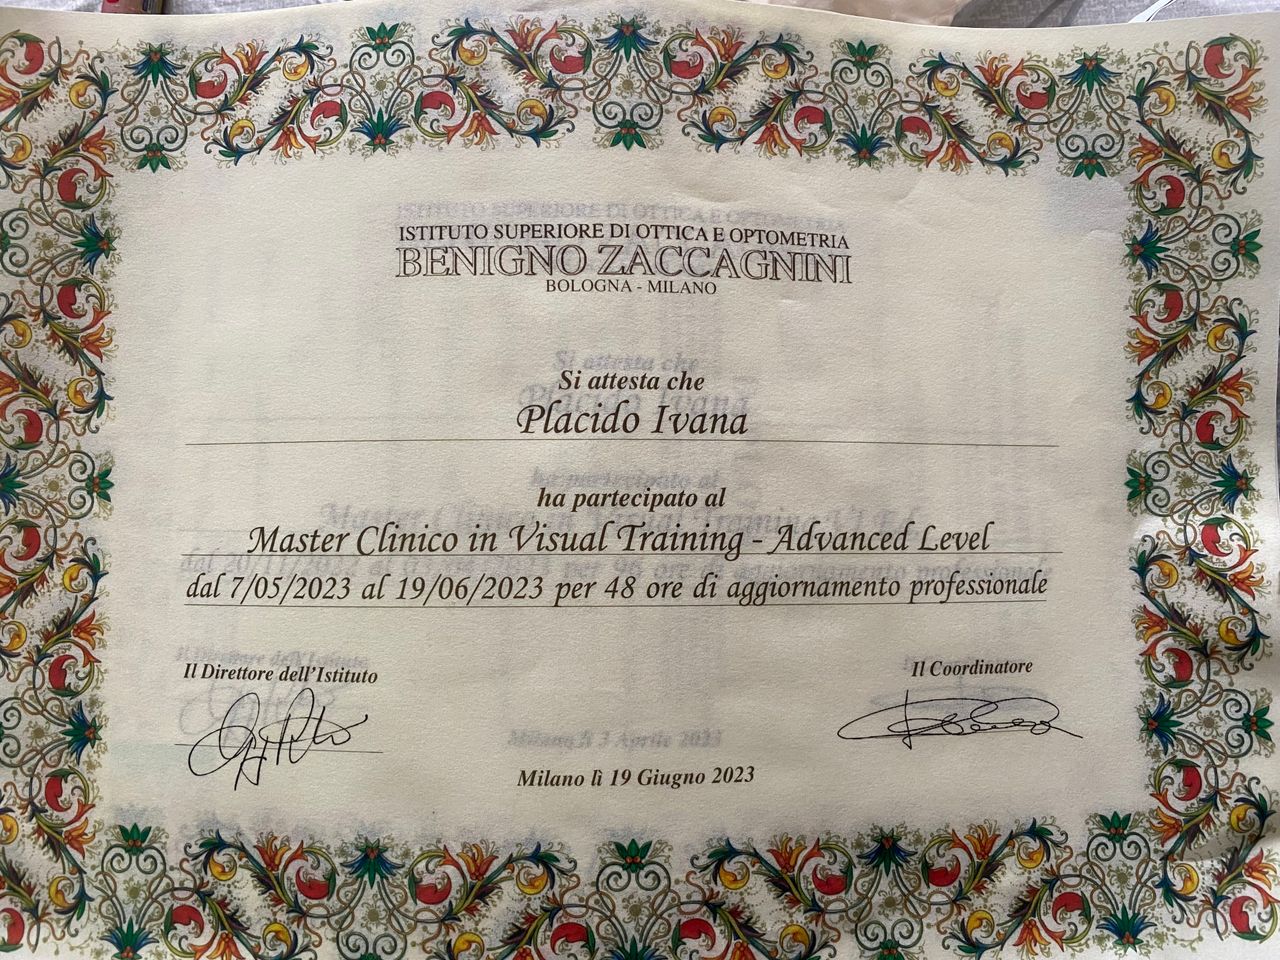 ISTITUTO SUPERIORE DI OTTICA E OPTOMETRIA
BENIGNO ZACCAGNINI
BOLOGNA - MILANO
Si attesta che
Placido Ivana
ha partecipato al
Master Clinico in Visual Training - Advanced Level
dal 7/05/2023 al 19/06/2023 per 48 ore di aggiornamento professionale
Il Direttore dell'Istituto
Il Coordinatore
Milano lì 19 Giugno 2023